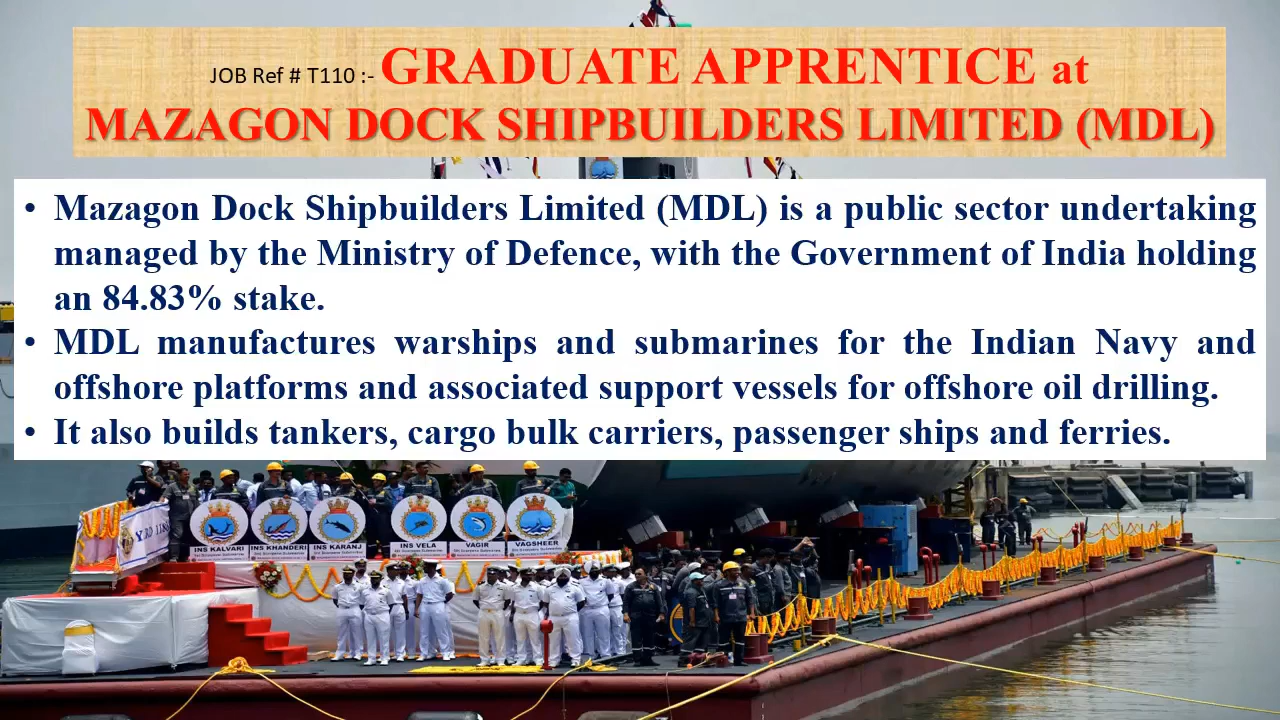 JOB Ref # T110 :- GRADUATE APPRENTICE at
MAZAGON DOCK SHIPBUILDERS LIMITED (MDL)
• Mazagon Dock Shipbuilders Limited (MDL) is a public sector undertaking
managed by the Ministry of Defence, with the Government of India holding
an 84.83% stake.
• MDL manufactures warships and submarines for the Indian Navy and
offshore platforms and associated support vessels for offshore oil drilling.
• It also builds tankers, cargo bulk carriers, passenger ships and ferries.
INS KALVARI
INS KHANDERI
INS KARANJ
INS VELA
VAGIR
VAGSHEER